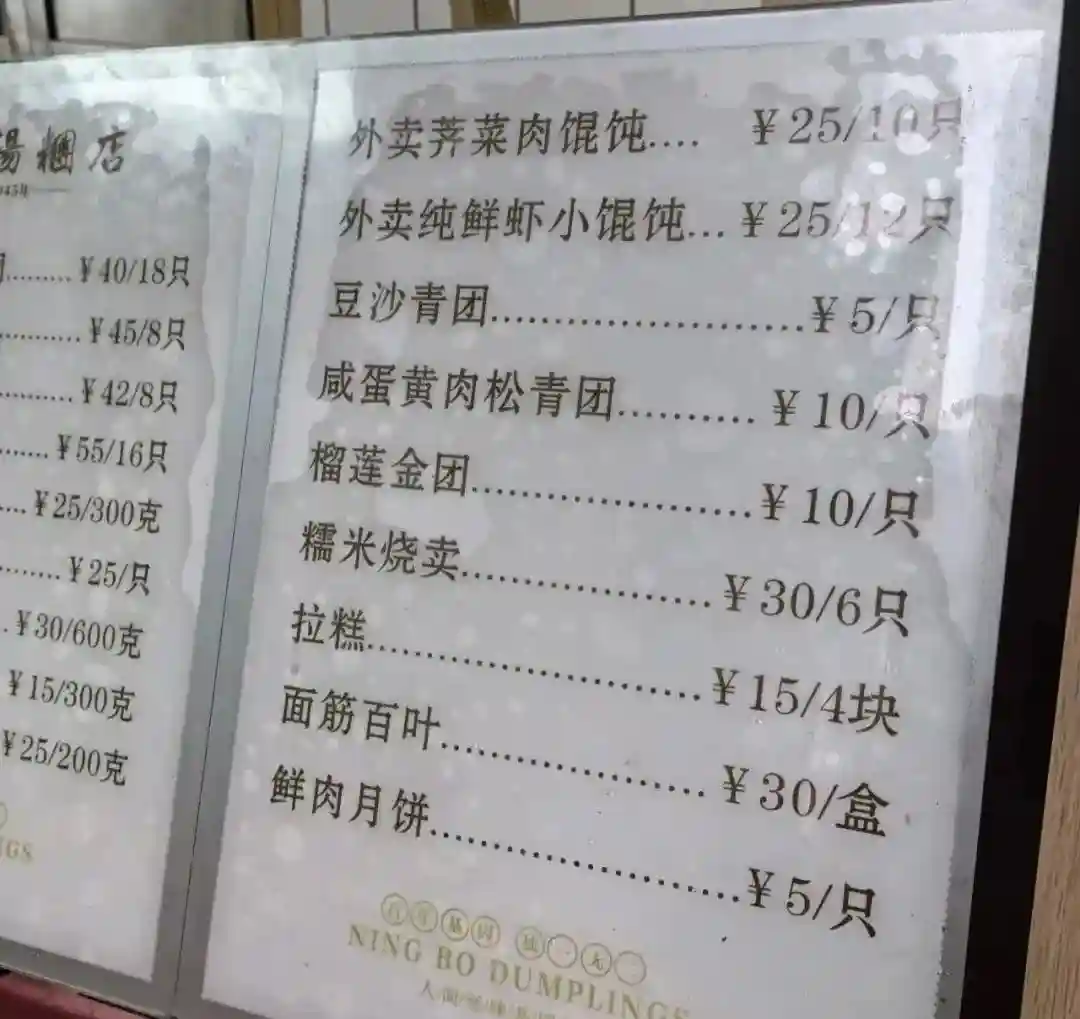 湯糰店
¥40/18只
¥45/8只
¥42/8只
¥55/16只
¥25/300克
¥25/只
¥30/600克
¥15/300克
¥25/200克
外卖荠菜肉馄饨.... ¥25/10只
外卖纯鲜虾小馄饨...¥25/12只
豆沙青团........................¥5/只
咸蛋黄肉松青团..........¥10/只
榴莲金团....................¥10/只
糯米烧卖..................¥30/6只
拉糕........................¥15/4块
面筋百叶...................¥30/盒
鲜肉月饼......................¥5/只
NING BO DUMPLINGS